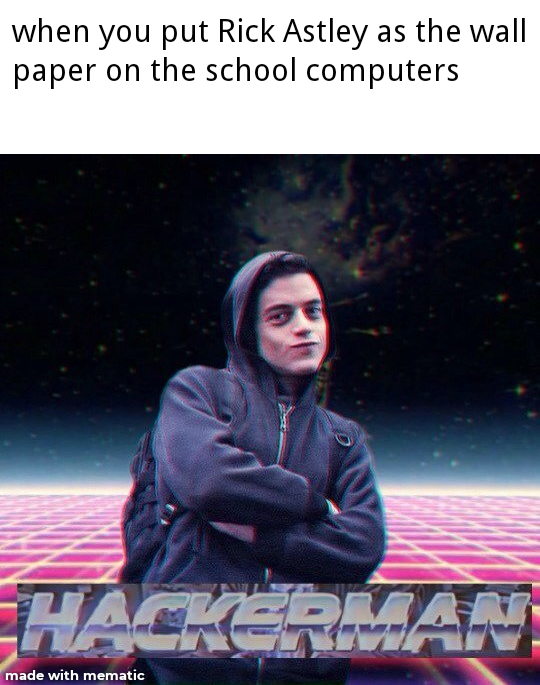 when you put Rick Astley as the wall
paper on the school computers
HACKERMAN
made with mematic